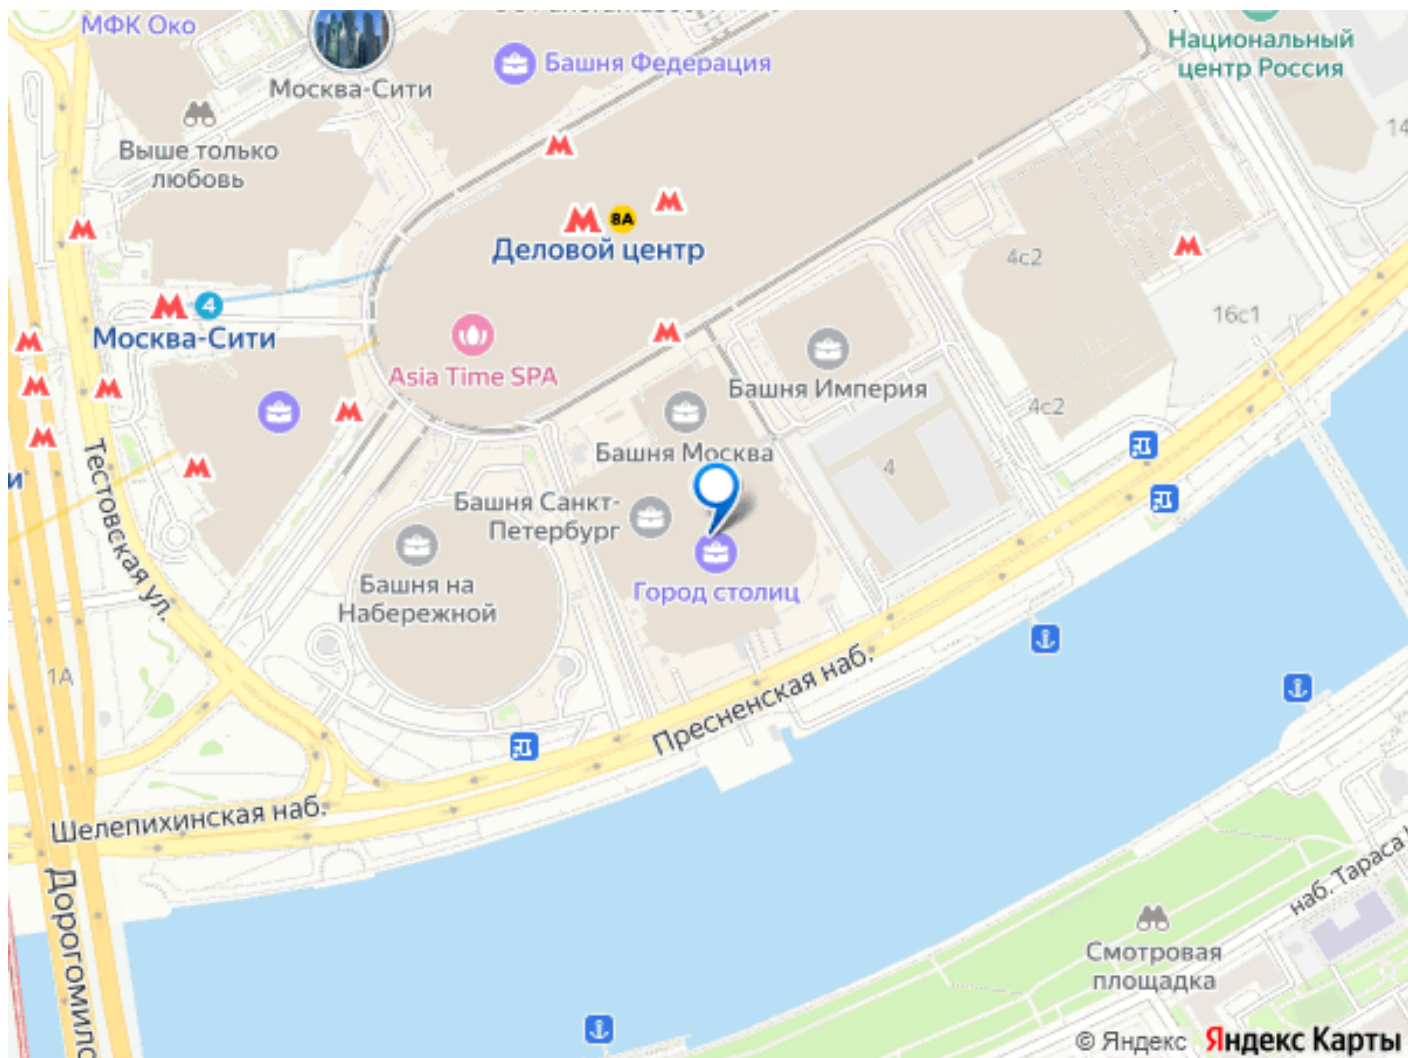 МФК Око
Башня Федерация
Национальный
центр Россия
Москва-Сити
Выше только
любовь
14
8А
Деловой центр
4с2
4
Москва-Сити
16с1
Asia Time SPA
Башня Империя
4с2
Башня Москва
4
и
Башня Санкт-
Петербург
Тестовская ул.
Башня на
Набережной
Город столиц
1А
Пресненская наб.
Шелепихинская наб.
Дорогомило
наб. Тараса
Смотровая
площадка
© Яндекс Яндекс Карты